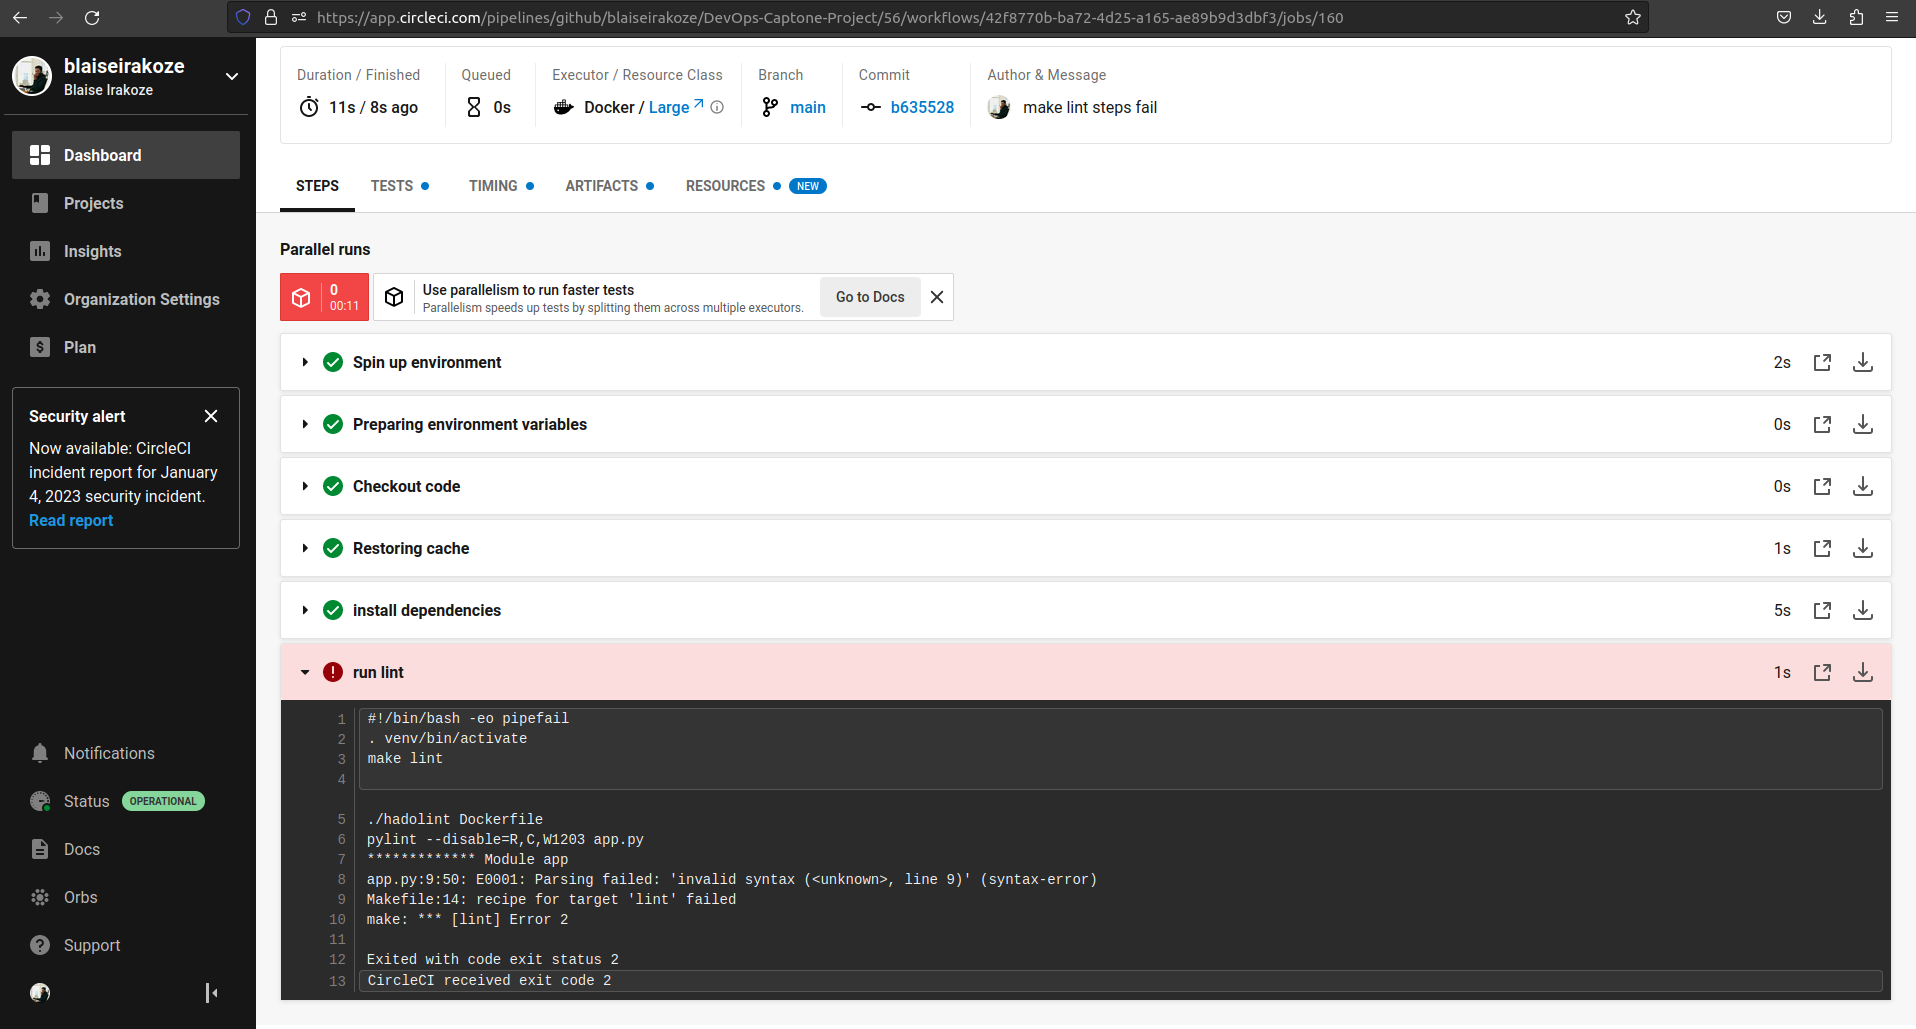 https://app.circleci.com/pipelines/github/blaiseirakoze/DevOps-Captone-Project/56/workflows/42f8770b-ba72-4d25-a165-ae89b9d3dbf3/jobs/160
blaiseirakoze
Blaise Irakoze
Dashboard
Projects
Insights
Organization Settings
Plan
Security alert
Now available: CircleCI
incident report for January
4, 2023 security incident.
Read report
Notifications
Status OPERATIONAL
Docs
Orbs
Support
Duration / Finished
11s / 8s ago
Queued
0s
Executor / Resource Class
Docker / Large
Branch
main
Commit
b635528
Author & Message
make lint steps fail
STEPS TESTS TIMING ARTIFACTS RESOURCES NEW
Parallel runs
0
00:11
Use parallelism to run faster tests
Parallelism speeds up tests by splitting them across multiple executors.
Go to Docs
Spin up environment 2s
Preparing environment variables 0s
Checkout code 0s
Restoring cache 1s
install dependencies 5s
run lint 1s
1 #!/bin/bash -eo pipefail
2 . venv/bin/activate
3 make lint
4
5 ./hadolint Dockerfile
6 pylint --disable=R,C,W1203 app.py
7 ************* Module app
8 app.py:9:50: E0001: Parsing failed: 'invalid syntax (<unknown>, line 9)' (syntax-error)
9 Makefile:14: recipe for target 'lint' failed
10 make: *** [lint] Error 2
11
12 Exited with code exit status 2
13 CircleCI received exit code 2